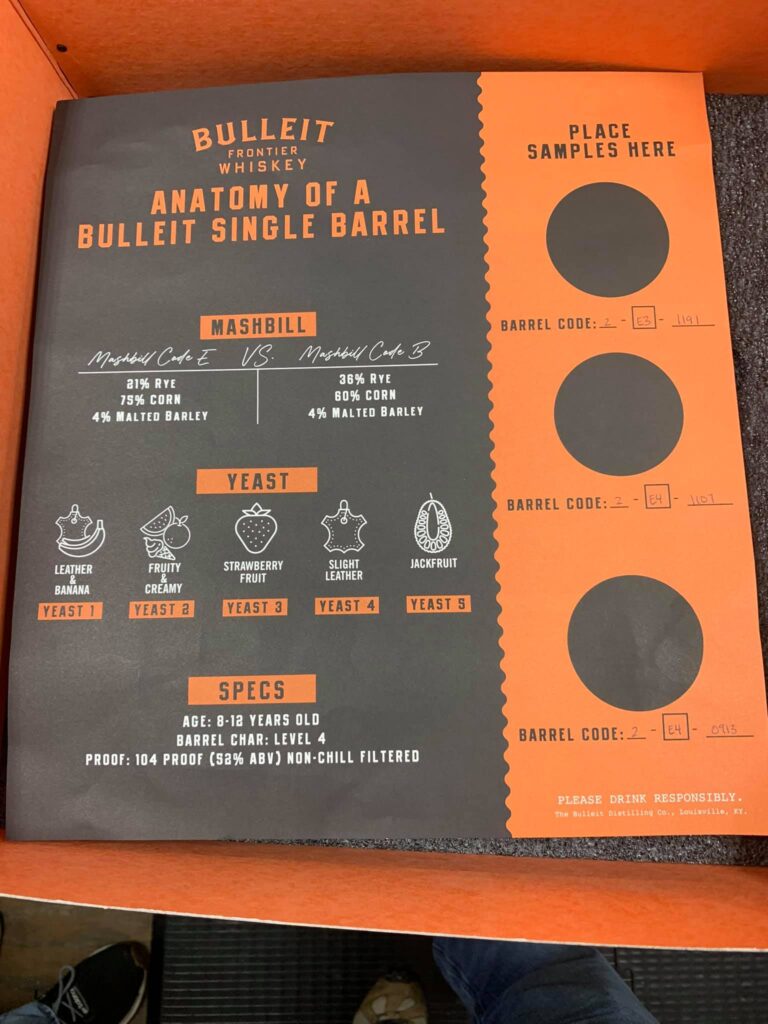 BULLEIT
FRONTIER
WHISKEY
ANATOMY OF A
BULLEIT SINGLE BARREL
MASHBILL
Mashbill Code E VS. Mashbill Code B
21% RYE
75% CORN
4% MALTED BARLEY
36% RYE
60% CORN
4% MALTED BARLEY
YEAST
LEATHER
&
BANANA
YEAST 1
FRUITY
&
CREAMY
YEAST 2
STRAWBERRY
FRUIT
YEAST 3
SLIGHT
LEATHER
YEAST 4
JACKFRUIT
YEAST 5
SPECS
AGE: 8-12 YEARS OLD
BARREL CHAR: LEVEL 4
PROOF: 104 PROOF (52% ABV) NON-CHILL FILTERED
PLACE
SAMPLES HERE
BARREL CODE: 2 - E3 - 1191
BARREL CODE: 2 - E4 - 1107
BARREL CODE: 2 - E4 - 0913
PLEASE DRINK RESPONSIBLY.
The Bulleit Distilling Co., Louisville, KY.